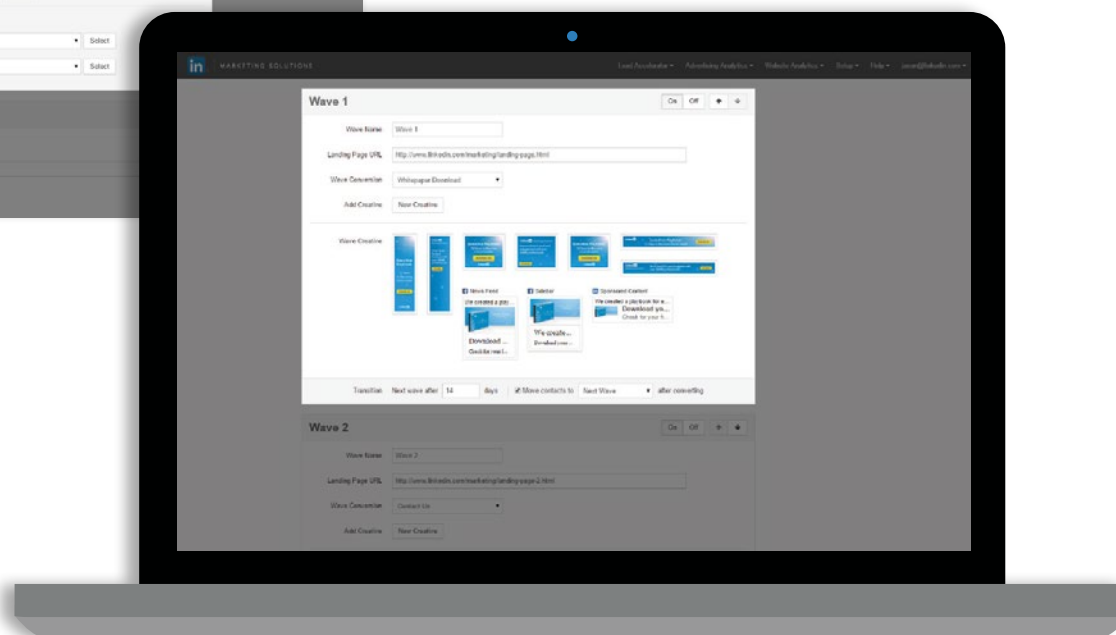 Select
Select
in MARKETING SOLUTIONS Lead Accelerator Advertising Analytics Website Analytics Setup Help
Wave 1 On Off
Wave Name Wave 1
Landing Page URL http://www.linkedin.com/marketing/landing-page.html
Wave Conversion Whitepaper Download
Add Creative New Creative
Wave Creative
News Feed Sidebar Sponsored Content
We created a play We created a playbook for e...
Download yo...
We create...
Download ...
Transition Next wave after 14 days Move contacts to Next Wave after converting
Wave 2 On Off
Wave Name Wave 2
Landing Page URL http://www.linkedin.com/marketing/landing-page-2.html
Wave Conversion Contact Us
Add Creative New Creative